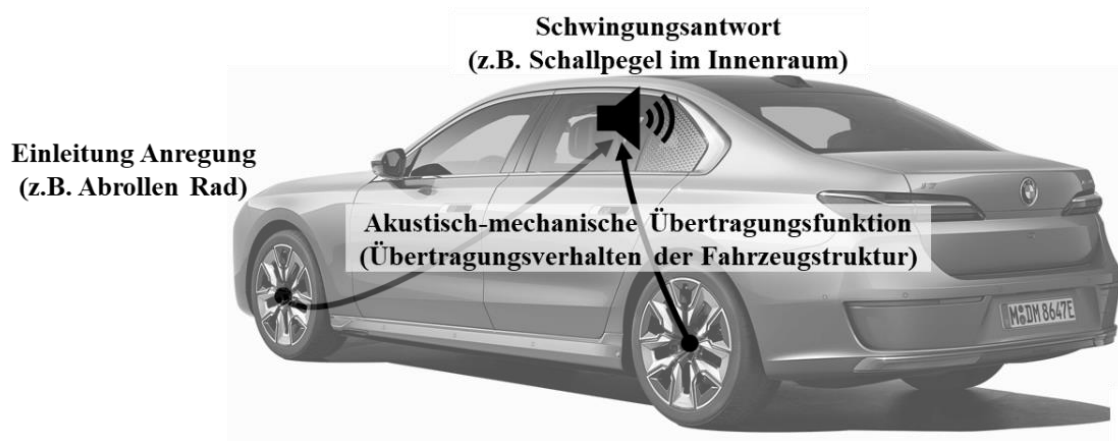 Schwingungsantwort
(z.B. Schallpegel im Innenraum)
Einleitung Anregung
(z.B. Abrollen Rad)
Akustisch-mechanische Übertragungsfunktion
(Übertragungsverhalten der Fahrzeugstruktur)
M DM 8647E